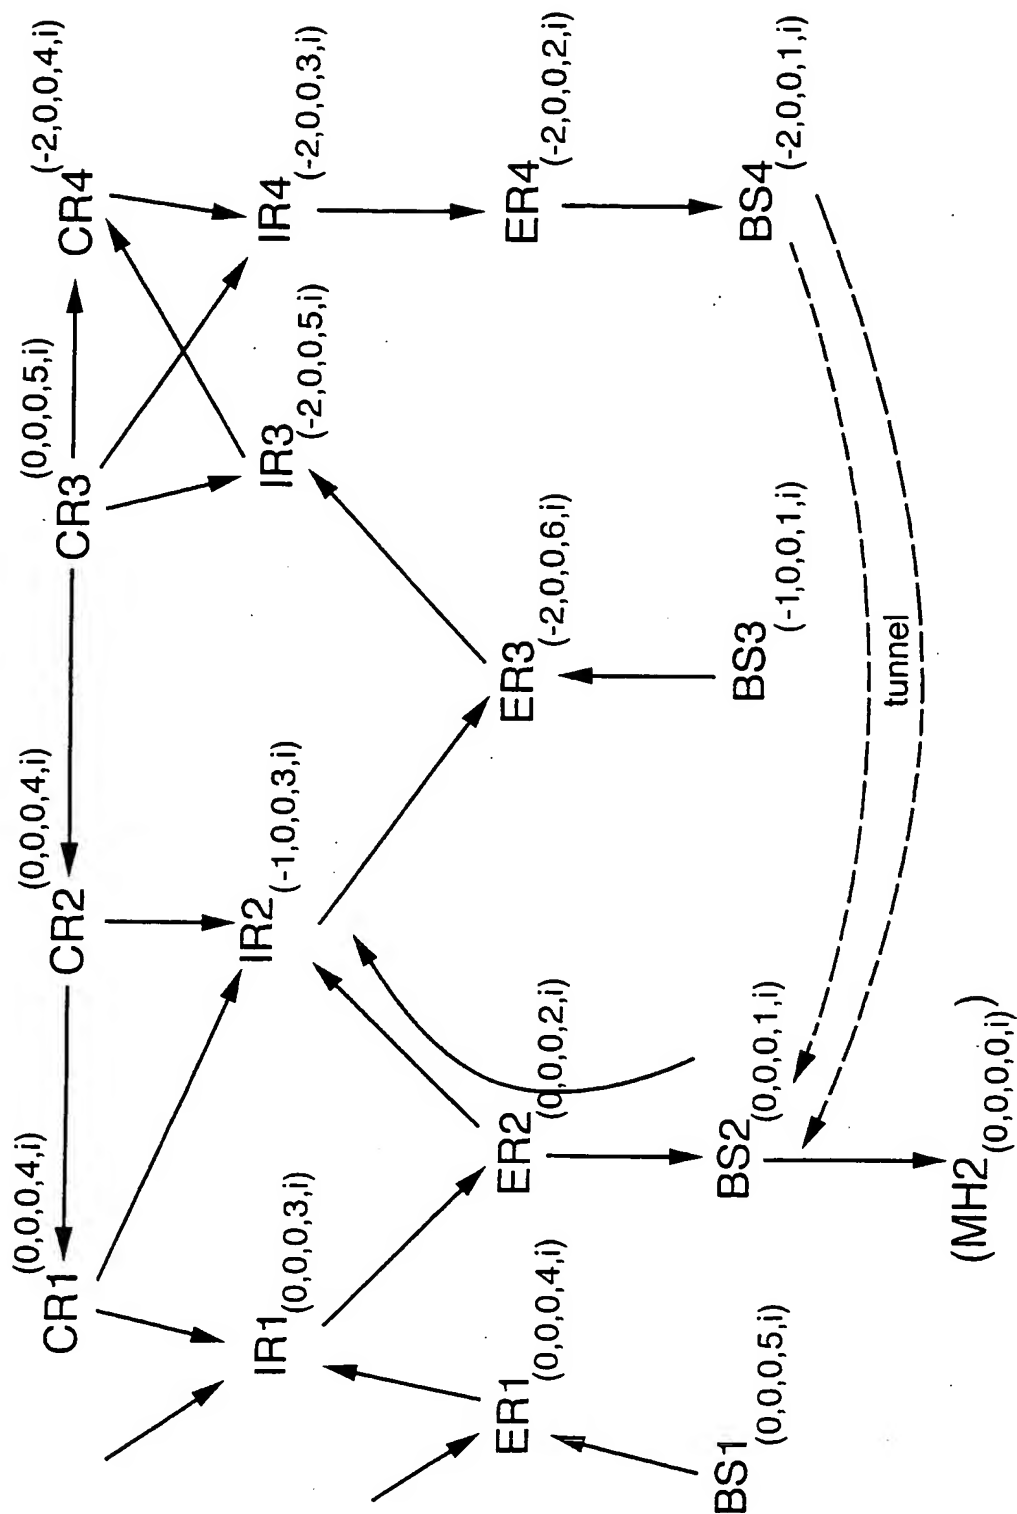 CR1(0,0,0,4,i)
CR2(0,0,0,4,i)
CR3(0,0,0,5,i)
CR4(-2,0,0,4,i)
IR1(0,0,0,3,i)
IR2(-1,0,0,3,i)
IR3(-2,0,0,5,i)
IR4(-2,0,0,3,i)
ER1(0,0,0,4,i)
ER2(0,0,0,2,i)
ER3(-2,0,0,6,i)
ER4(-2,0,0,2,i)
BS1(0,0,0,5,i)
BS2(0,0,0,1,i)
BS3(-1,0,0,1,i)
BS4(-2,0,0,1,i)
tunnel
(MH2(0,0,0,0,i))